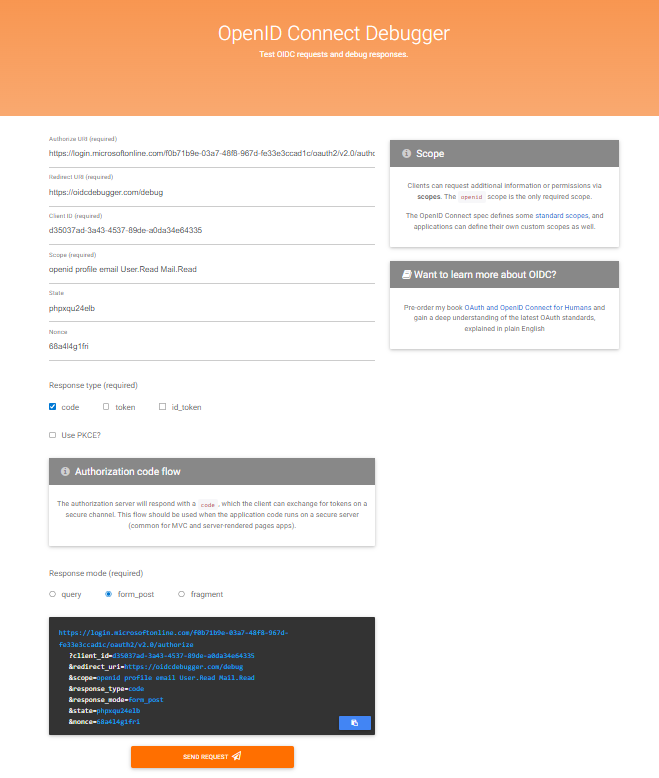 OpenID Connect Debugger
Test OIDC requests and debug responses.
Authorize URI (required)
https://login.microsoftonline.com/f0b71b9e-03a7-48f8-967d-fe33e3ccad1c/oauth2/v2.0/autho
Redirect URI (required)
https://oidcdebugger.com/debug
Client ID (required)
d35037ad-3a43-4537-89de-a0da34e64335
Scope (required)
openid profile email User.Read Mail.Read
State
phpxqu24elb
Nonce
68a4l4g1fri
Response type (required)
code token id_token
Use PKCE?
Authorization code flow
The authorization server will respond with a code, which the client can exchange for tokens on a
secure channel. This flow should be used when the application code runs on a secure server
(common for MVC and server-rendered pages apps).
Response mode (required)
query form_post fragment
https://login.microsoftonline.com/f0b71b9e-03a7-48f8-967d-
fe33e3ccad1c/oauth2/v2.0/authorize
?client_id=d35037ad-3a43-4537-89de-a0da34e64335
&redirect_uri=https://oidcdebugger.com/debug
&scope=openid profile email User.Read Mail.Read
&response_type=code
&response_mode=form_post
&state=phpxqu24elb
&nonce=68a4l4g1fri
SEND REQUEST
Scope
Clients can request additional information or permissions via
scopes. The openid scope is the only required scope.
The OpenID Connect spec defines some standard scopes, and
applications can define their own custom scopes as well.
Want to learn more about OIDC?
Pre-order my book OAuth and OpenID Connect for Humans and
gain a deep understanding of the latest OAuth standards,
explained in plain English